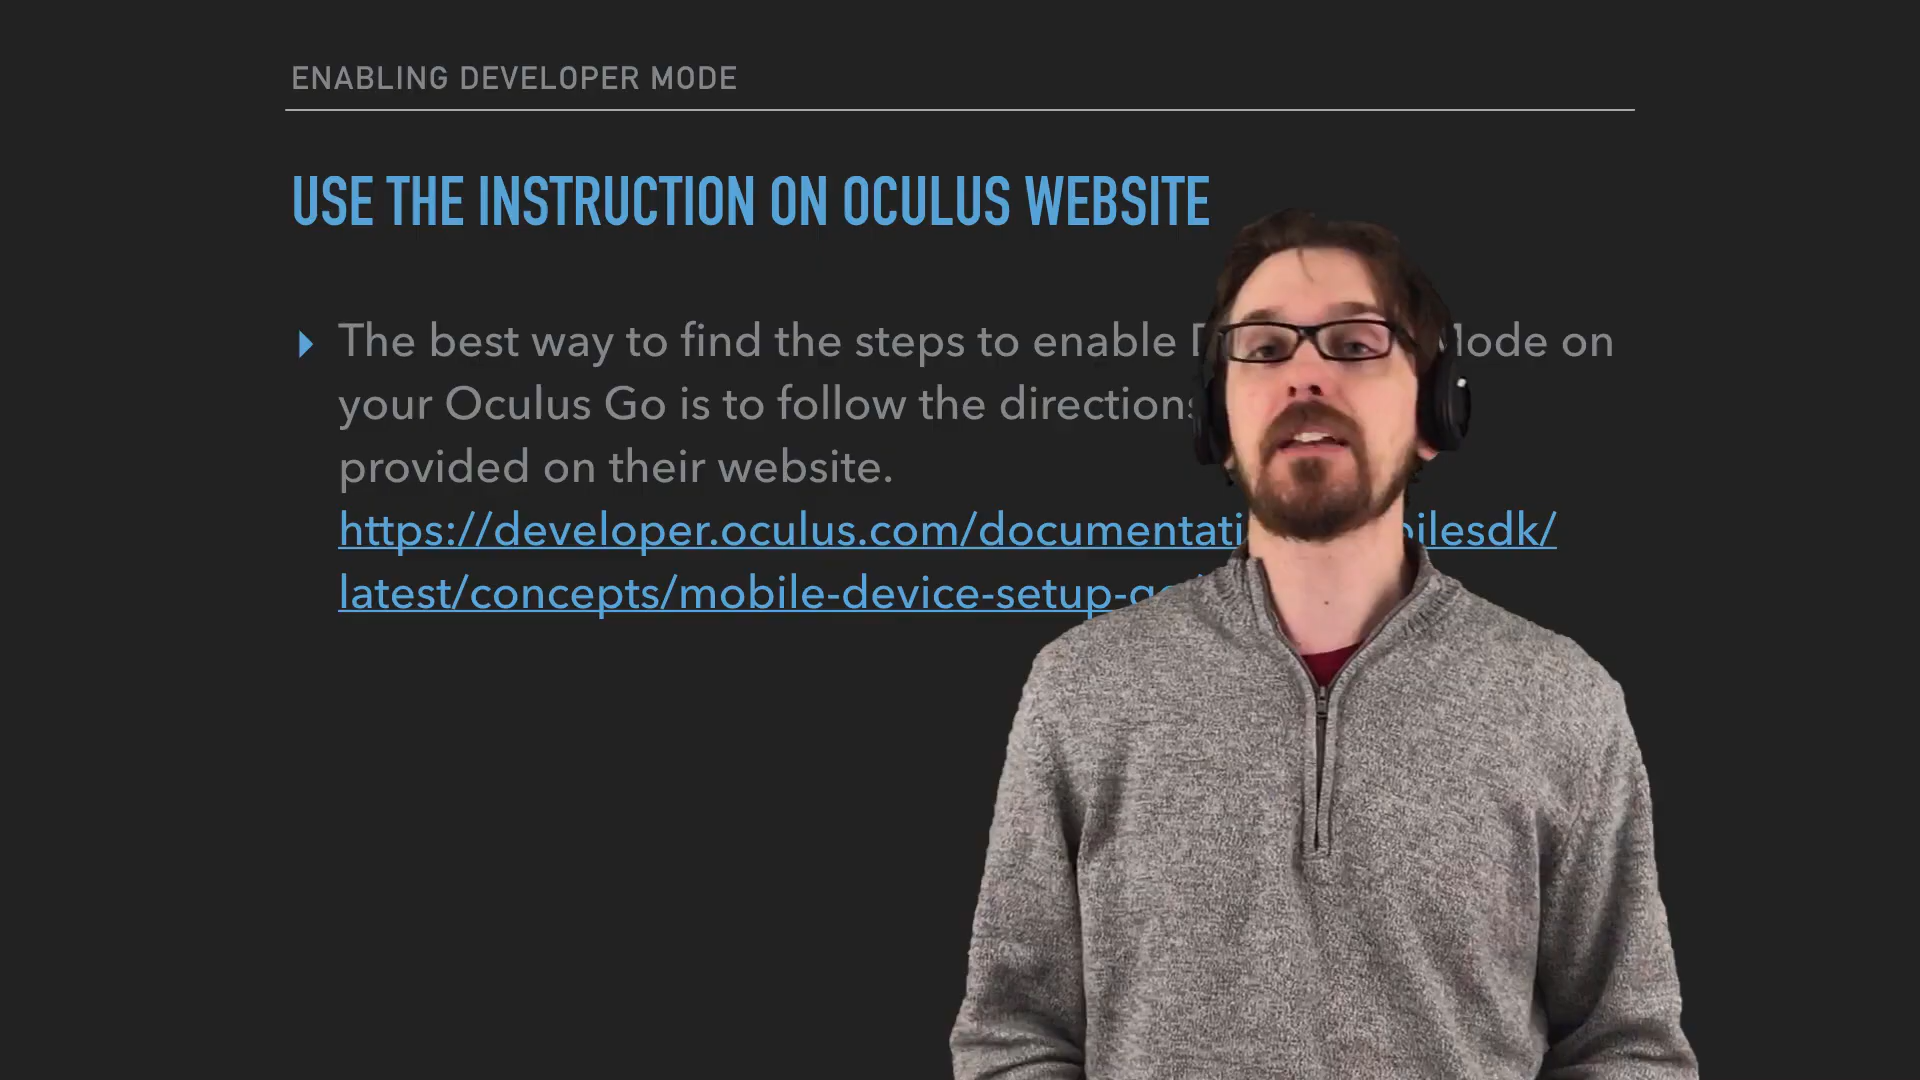 ENABLING DEVELOPER MODE
USE THE INSTRUCTION ON OCULUS WEBSITE
The best way to find the steps to enable on
your Oculus Go is to follow the directions
provided on their website.
https://developer.oculus.com/
latest/concepts/mobile-device-setup-go